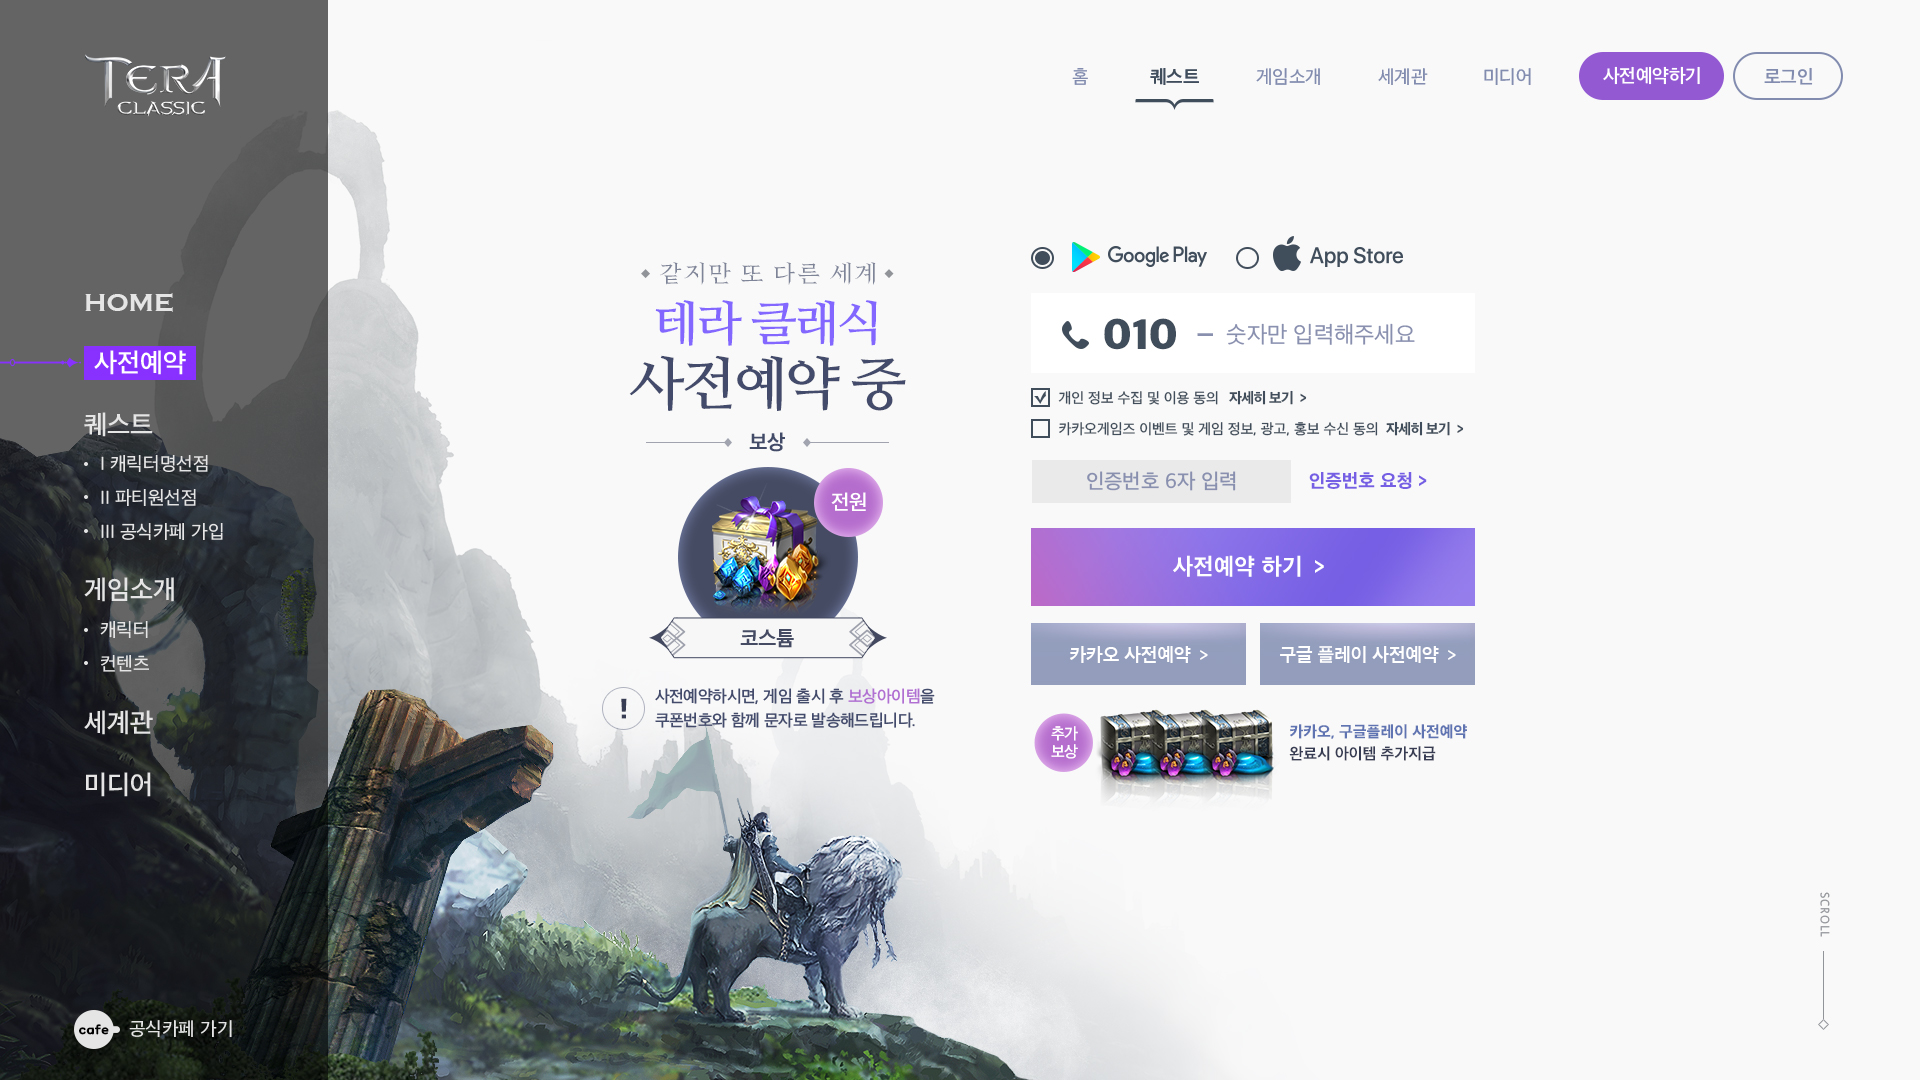 TERA
CLASSIC
홈
퀘스트
게임소개
세계관
미디어
사전예약하기
로그인
HOME
사전예약
퀘스트
• I 캐릭터명선점
• II 파티원선점
• III 공식카페 가입
게임소개
• 캐릭터
• 컨텐츠
세계관
미디어
cafe 공식카페 가기
같지만 또 다른 세계
테라 클래식
사전예약 중
보상
전원
코스튬
! 사전예약하시면, 게임 출시 후 보상아이템을
쿠폰번호와 함께 문자로 발송해드립니다.
Google Play
App Store
010 – 숫자만 입력해주세요
개인 정보 수집 및 이용 동의 자세히 보기 >
카카오게임즈 이벤트 및 게임 정보, 광고, 홍보 수신 동의 자세히 보기 >
인증번호 6자 입력
인증번호 요청 >
사전예약 하기 >
카카오 사전예약 >
구글 플레이 사전예약 >
추가
보상
카카오, 구글플레이 사전예약
완료시 아이템 추가지급
SCROLL